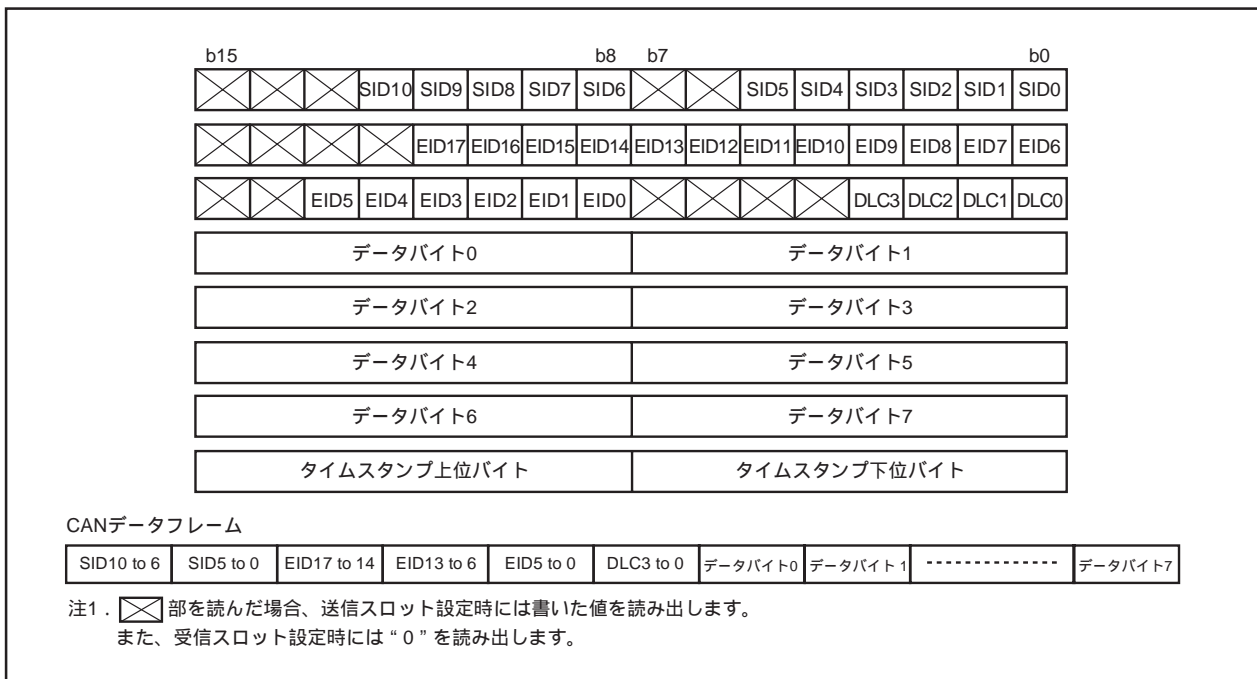 b15 b8 b7 b0
SID10 SID9 SID8 SID7 SID6 SID5 SID4 SID3 SID2 SID1 SID0
EID17 EID16 EID15 EID14 EID13 EID12 EID11 EID10 EID9 EID8 EID7 EID6
EID5 EID4 EID3 EID2 EID1 EID0 DLC3 DLC2 DLC1 DLC0
データバイト0 データバイト1
データバイト2 データバイト3
データバイト4 データバイト5
データバイト6 データバイト7
タイムスタンプ上位バイト タイムスタンプ下位バイト
CANデータフレーム
SID10 to 6 SID5 to 0 EID17 to 14 EID13 to 6 EID5 to 0 DLC3 to 0 データバイト0 データバイト1 データバイト7
注1．部を読んだ場合、送信スロット設定時には書いた値を読み出します。
また、受信スロット設定時には“0”を読み出します。